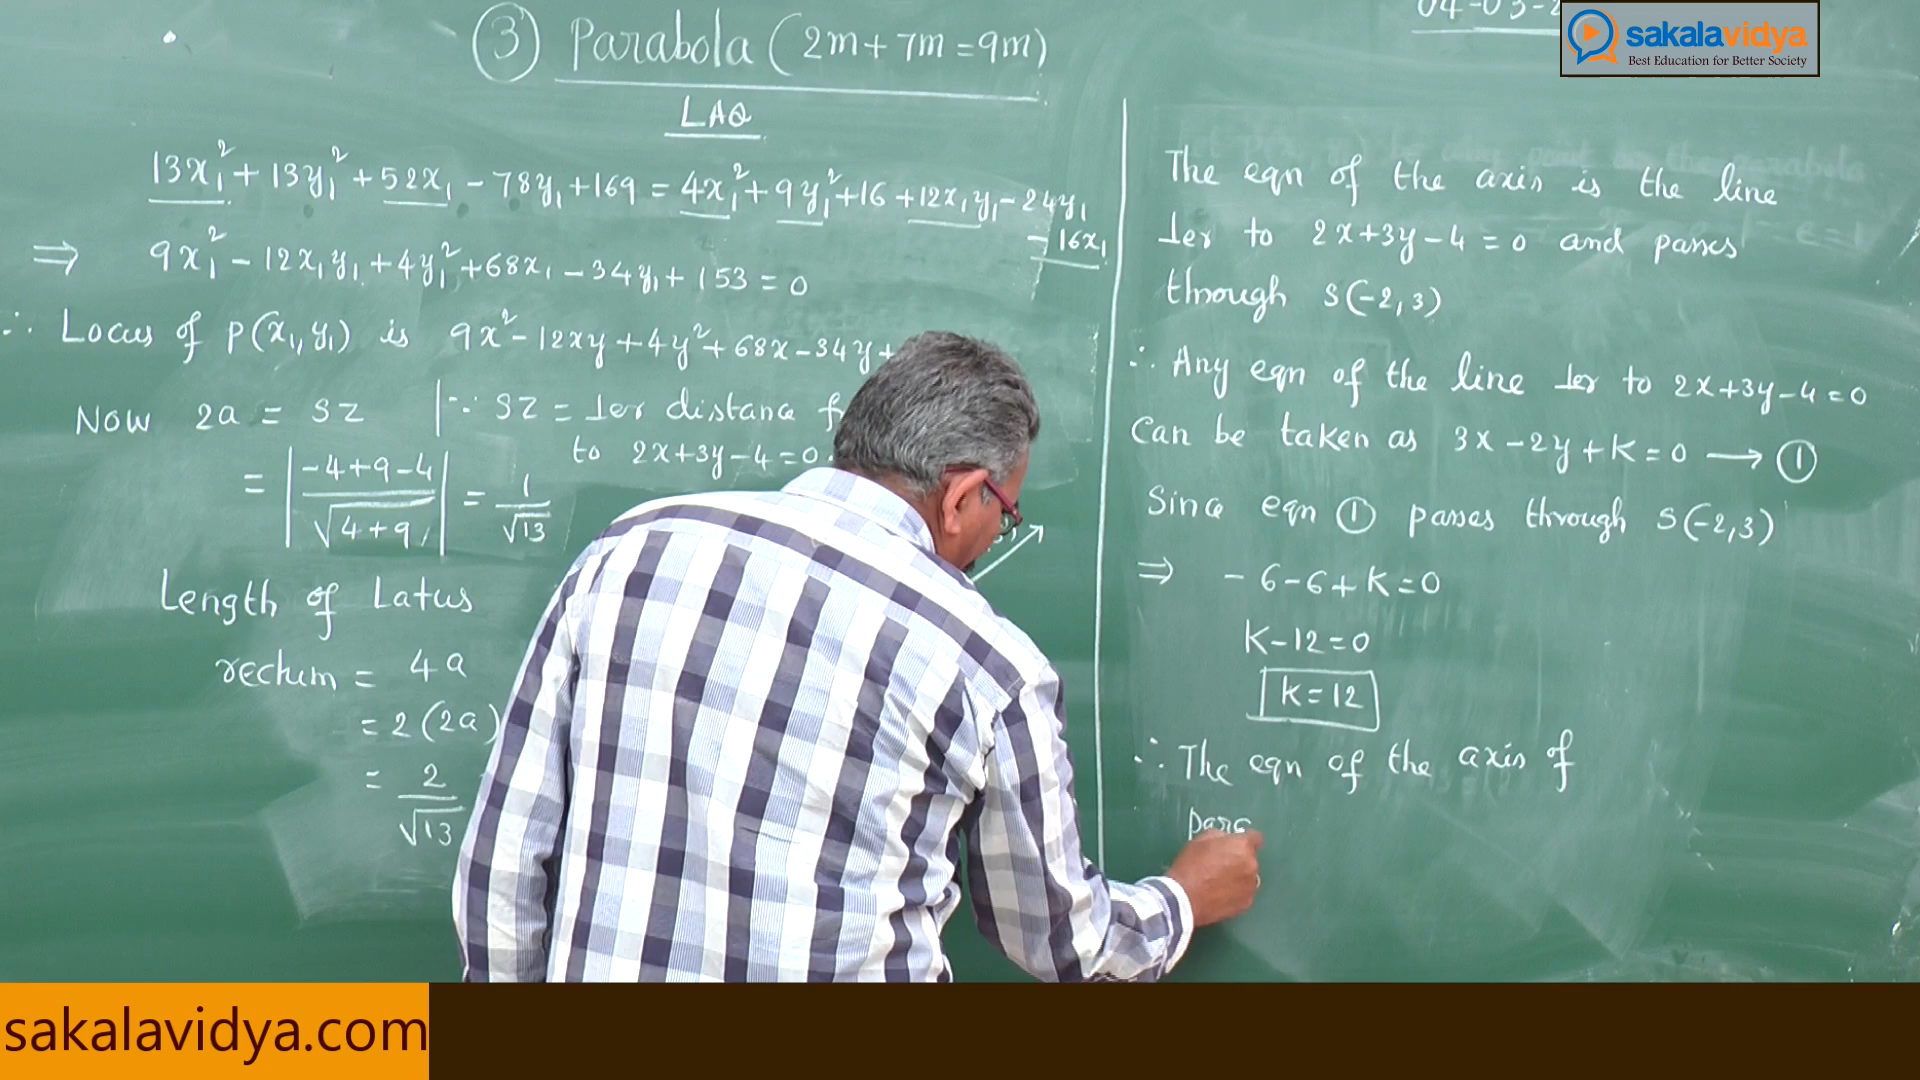 ③ Parabola (2m + 7m = 9m)
04-03-2
sakalavidya
Best Education for Better Society
LAQ
13x₁² + 13y₁² + 52x₁ - 78y₁ + 169 = 4x₁² + 9y₁² + 16 + 12x₁y₁ - 24y₁
- 16x₁
⇒ 9x₁² - 12x₁y₁ + 4y₁² + 68x₁ - 34y₁ + 153 = 0
∴ Locus of P(x₁, y₁) is 9x² - 12xy + 4y² + 68x - 34y +
Now 2a = SZ | ∵ SZ = ⊥er distance f
to 2x+3y-4=0.
= |(-4+9-4)/√(4+9)| = 1/√13
Length of Latus
rectum = 4a
= 2(2a)
= 2/√13
The eqn of the axis is the line
⊥er to 2x+3y-4=0 and passes
through S(-2,3)
∴ Any eqn of the line ⊥er to 2x+3y-4=0
can be taken as 3x-2y+K=0 → ①
Since eqn ① passes through S(-2,3)
⇒ -6-6+K=0
K-12=0
K=12
∴ The eqn of the axis of
para
sakalavidya.com